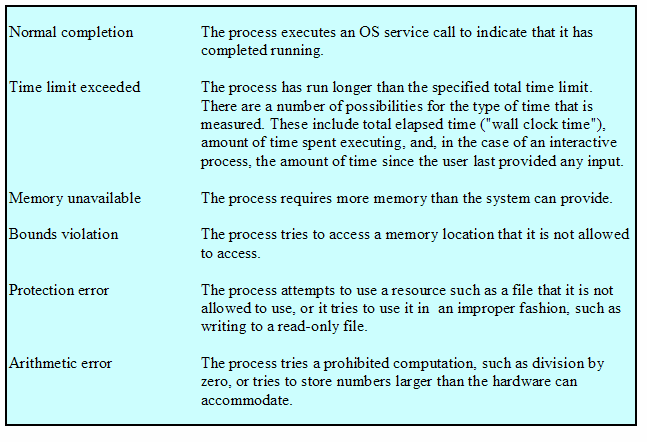 Normal completion The process executes an OS service call to indicate that it has
completed running.
Time limit exceeded The process has run longer than the specified total time limit.
There are a number of possibilities for the type of time that is
measured. These include total elapsed time ("wall clock time"),
amount of time spent executing, and, in the case of an interactive
process, the amount of time since the user last provided any input.
Memory unavailable The process requires more memory than the system can provide.
Bounds violation The process tries to access a memory location that it is not allowed
to access.
Protection error The process attempts to use a resource such as a file that it is not
allowed to use, or it tries to use it in an improper fashion, such as
writing to a read-only file.
Arithmetic error The process tries a prohibited computation, such as division by
zero, or tries to store numbers larger than the hardware can
accommodate.